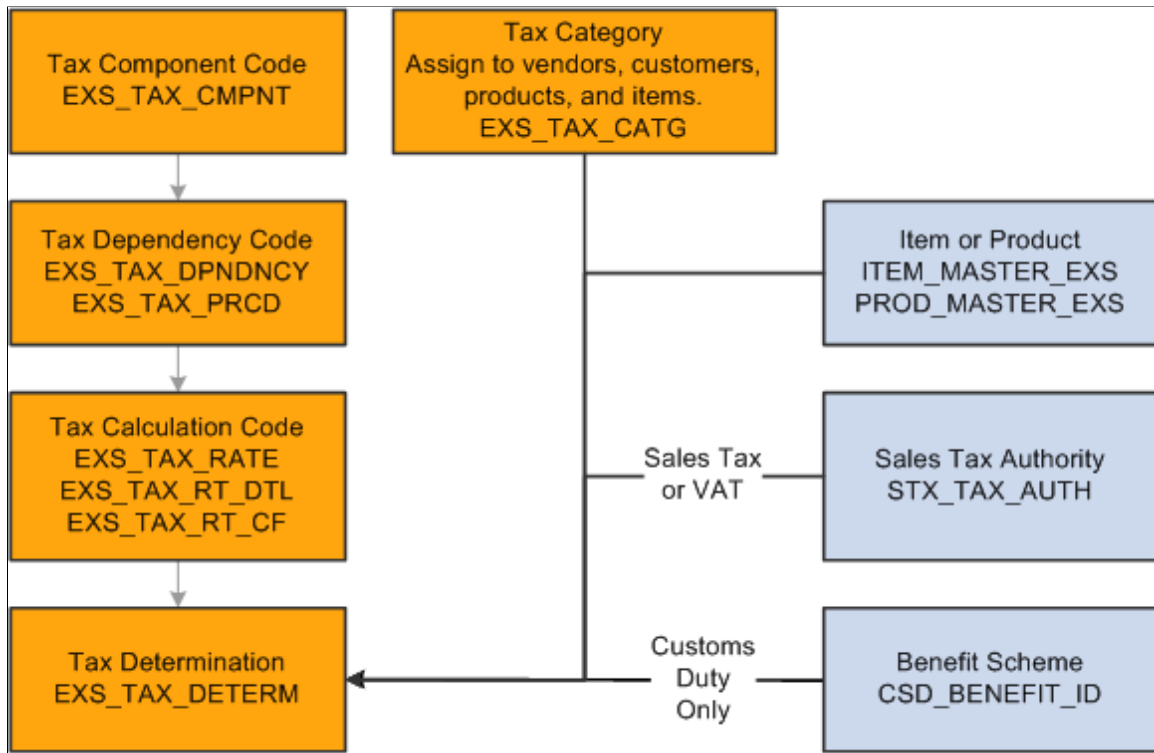 Tax Component Code
EXS_TAX_CMPNT
Tax Category
Assign to vendors, customers,
products, and items.
EXS_TAX_CATG
Tax Dependency Code
EXS_TAX_DPNDNCY
EXS_TAX_PRCD
Item or Product
ITEM_MASTER_EXS
PROD_MASTER_EXS
Tax Calculation Code
EXS_TAX_RATE
EXS_TAX_RT_DTL
EXS_TAX_RT_CF
Sales Tax
or VAT
Sales Tax Authority
STX_TAX_AUTH
Tax Determination
EXS_TAX_DETERM
Customs
Duty
Only
Benefit Scheme
CSD_BENEFIT_ID